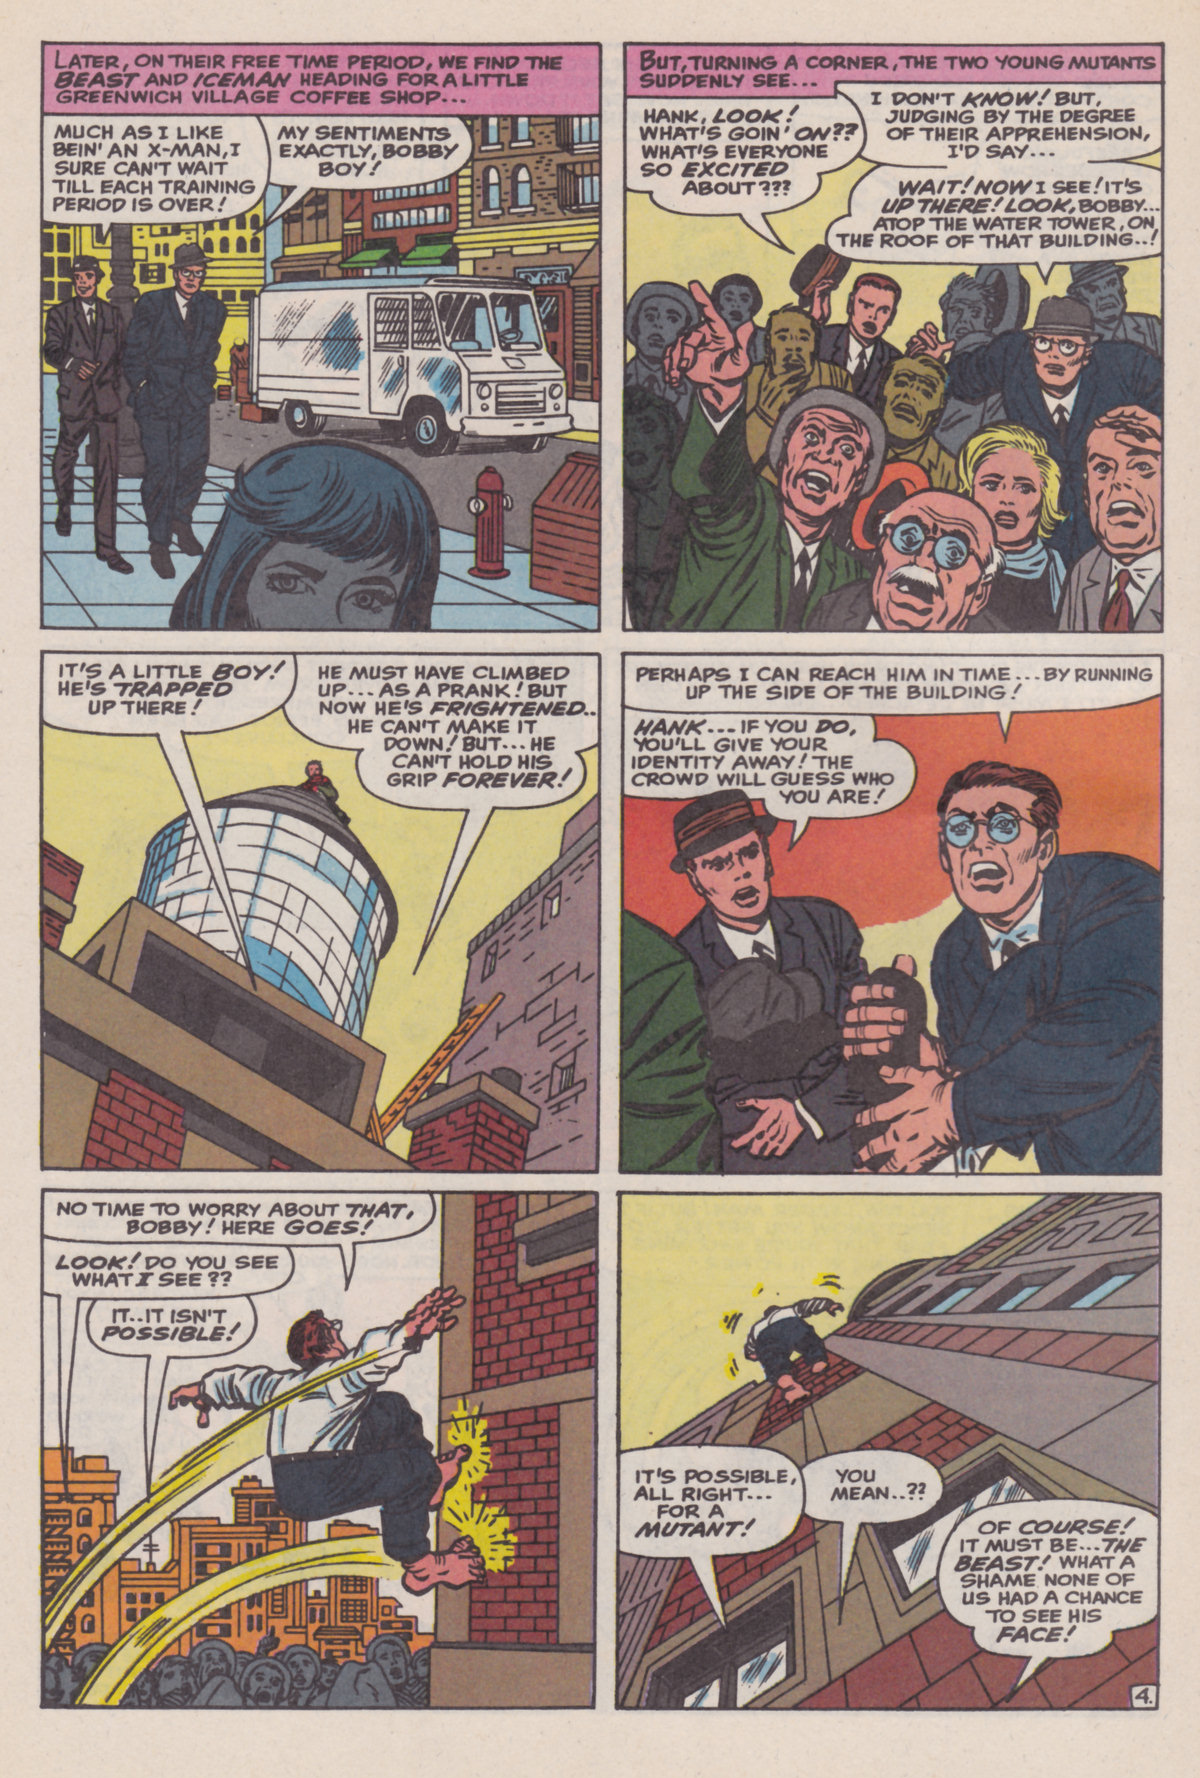 LATER, ON THEIR FREE TIME PERIOD, WE FIND THE
BEAST AND ICEMAN HEADING FOR A LITTLE
GREENWICH VILLAGE COFFEE SHOP...
MUCH AS I LIKE
BEIN' AN X-MAN, I
SURE CAN'T WAIT
TILL EACH TRAINING
PERIOD IS OVER!
MY SENTIMENTS
EXACTLY, BOBBY
BOY!
BUT, TURNING A CORNER, THE TWO YOUNG MUTANTS
SUDDENLY SEE...
HANK, LOOK!
WHAT'S GOIN' ON??
WHAT'S EVERYONE
SO EXCITED
ABOUT???
I DON'T KNOW! BUT,
JUDGING BY THE DEGREE
OF THEIR APPREHENSION,
I'D SAY...
WAIT! NOW I SEE! IT'S
UP THERE! LOOK, BOBBY...
ATOP THE WATER TOWER, ON
THE ROOF OF THAT BUILDING..!
IT'S A LITTLE BOY!
HE'S TRAPPED
UP THERE!
HE MUST HAVE CLIMBED
UP... AS A PRANK! BUT
NOW HE'S FRIGHTENED..
HE CAN'T MAKE IT
DOWN! BUT... HE
CAN'T HOLD HIS
GRIP FOREVER!
PERHAPS I CAN REACH HIM IN TIME... BY RUNNING
UP THE SIDE OF THE BUILDING!
HANK... IF YOU DO,
YOU'LL GIVE YOUR
IDENTITY AWAY! THE
CROWD WILL GUESS WHO
YOU ARE!
NO TIME TO WORRY ABOUT THAT,
BOBBY! HERE GOES!
LOOK! DO YOU SEE
WHAT I SEE??
IT..IT ISN'T
POSSIBLE!
IT'S POSSIBLE,
ALL RIGHT...
FOR A
MUTANT!
YOU
MEAN..??
OF COURSE!
IT MUST BE... THE
BEAST! WHAT A
SHAME NONE OF
US HAD A CHANCE
TO SEE HIS
FACE!
4.